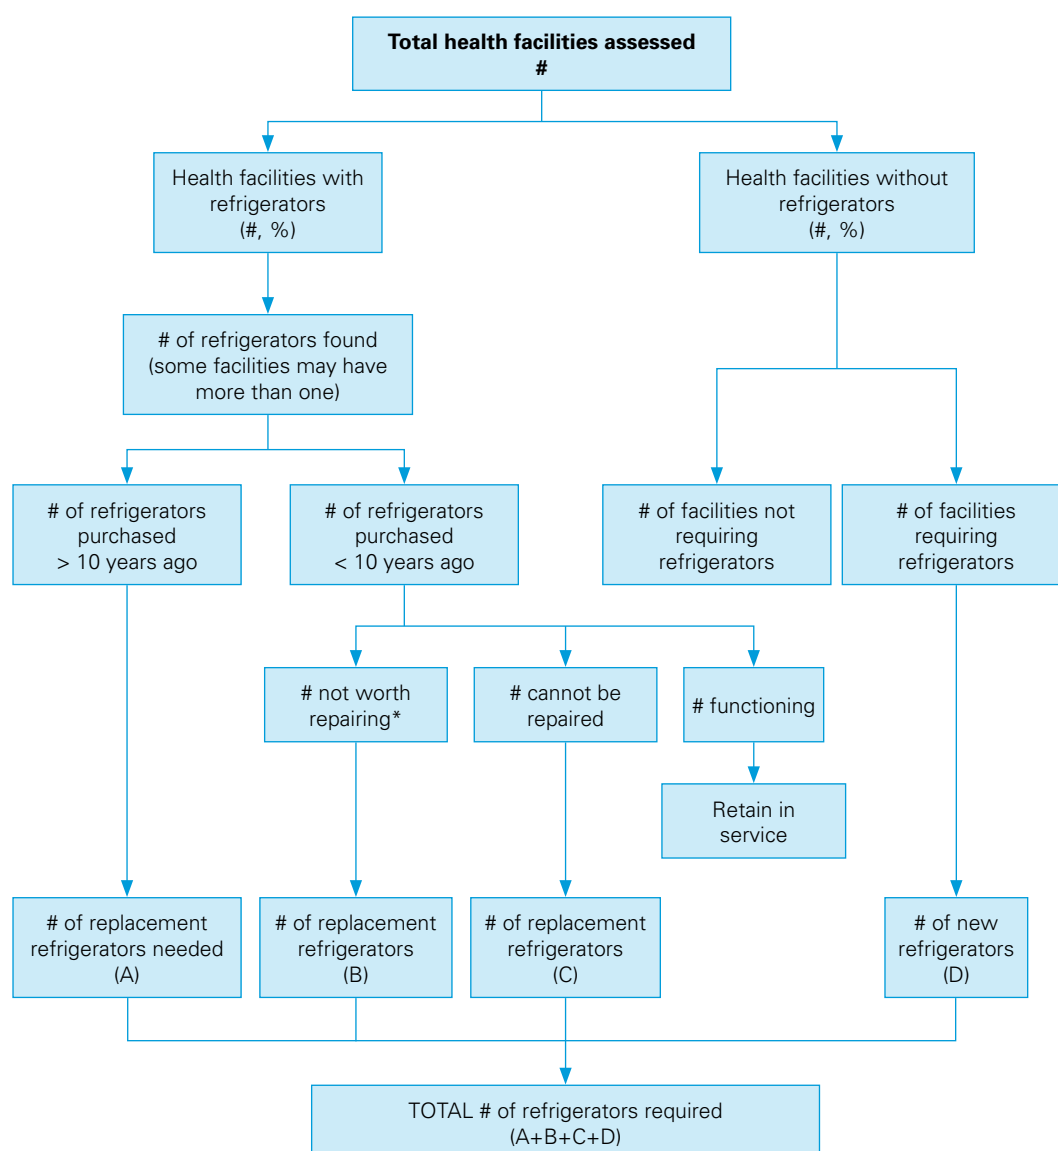 Total health facilities assessed
#
Health facilities with
refrigerators
(#, %)
Health facilities without
refrigerators
(#, %)
# of refrigerators found
(some facilities may have
more than one)
# of refrigerators
purchased
> 10 years ago
# of refrigerators
purchased
< 10 years ago
# of facilities not
requiring
refrigerators
# of facilities
requiring
refrigerators
# not worth
repairing*
# cannot be
repaired
# functioning
Retain in
service
# of replacement
refrigerators needed
(A)
# of replacement
refrigerators
(B)
# of replacement
refrigerators
(C)
# of new
refrigerators
(D)
TOTAL # of refrigerators required
(A+B+C+D)